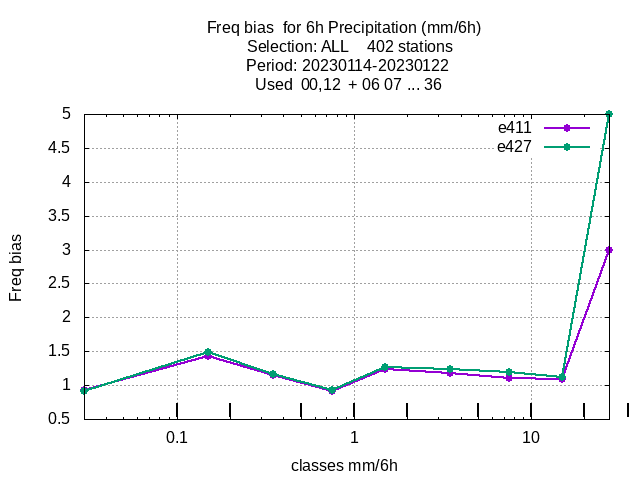 Freq bias  for 6h Precipitation (mm/6h)
Selection: ALL    402 stations
Period: 20230114-20230122
Used  00,12  + 06 07 ... 36
e411
e427
5
4.5
4
3.5
3
2.5
2
1.5
1
0.5
Freq bias
0.1 1 10
classes mm/6h